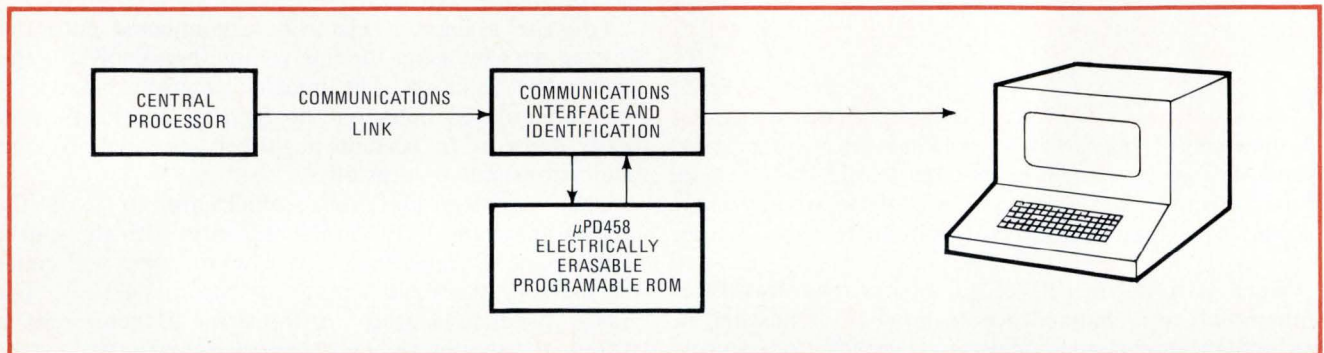 CENTRAL
PROCESSOR
COMMUNICATIONS
LINK
COMMUNICATIONS
INTERFACE AND
IDENTIFICATION
μPD458
ELECTRICALLY
ERASABLE
PROGRAMABLE ROM